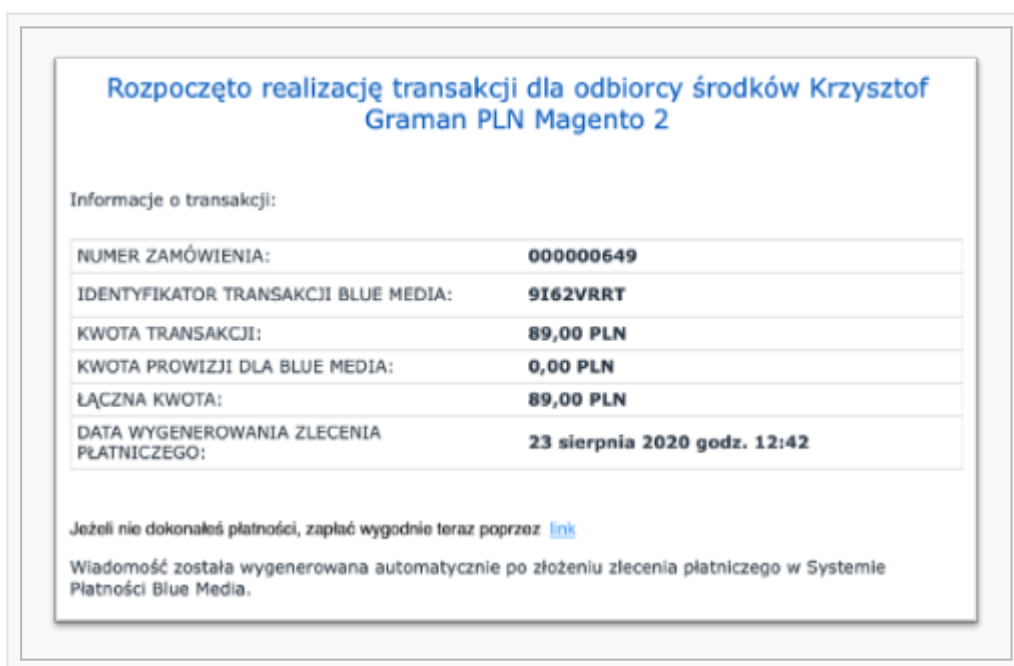 Rozpoczęto realizację transakcji dla odbiorcy środków Krzysztof
Graman PLN Magento 2
Informacje o transakcji:
NUMER ZAMÓWIENIA: 000000649
IDENTYFIKATOR TRANSAKCJI BLUE MEDIA: 9I62VRRT
KWOTA TRANSAKCJI: 89,00 PLN
KWOTA PROWIZJI DLA BLUE MEDIA: 0,00 PLN
ŁĄCZNA KWOTA: 89,00 PLN
DATA WYGENEROWANIA ZLECENIA
PŁATNICZEGO: 23 sierpnia 2020 godz. 12:42
Jeżeli nie dokonałeś płatności, zapłać wygodnie teraz poprzez link
Wiadomość została wygenerowana automatycznie po złożeniu zlecenia płatniczego w Systemie
Płatności Blue Media.